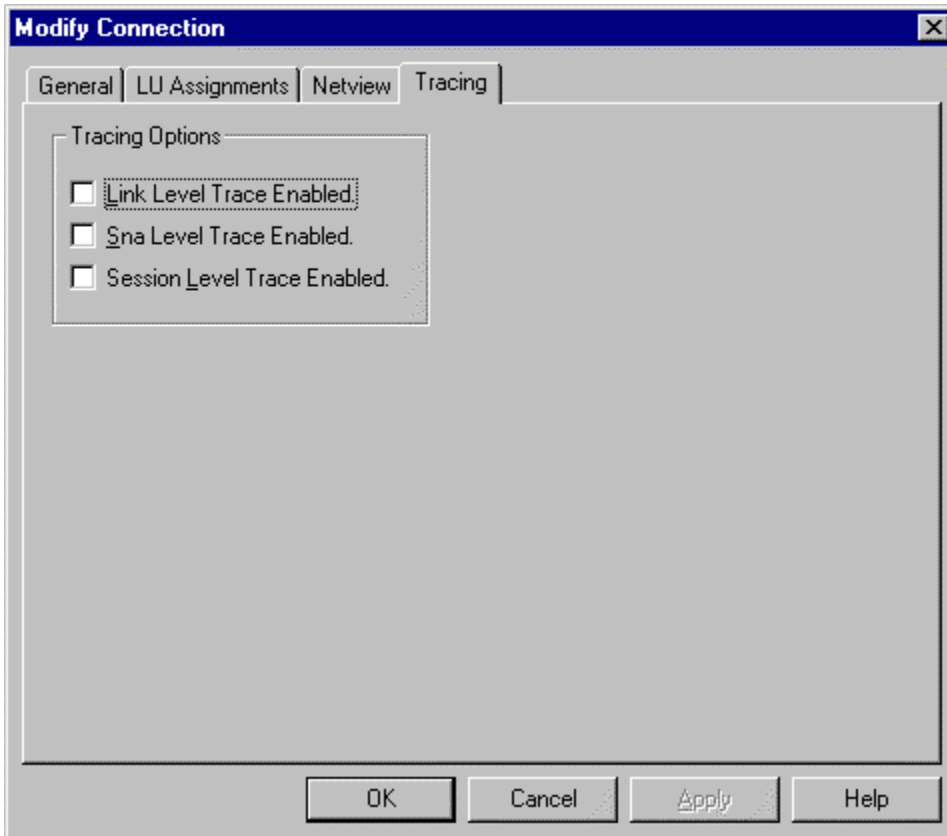 Modify Connection
General LU Assignments Netview Tracing
Tracing Options
Link Level Trace Enabled.
Sna Level Trace Enabled.
Session Level Trace Enabled.
OK Cancel Apply Help